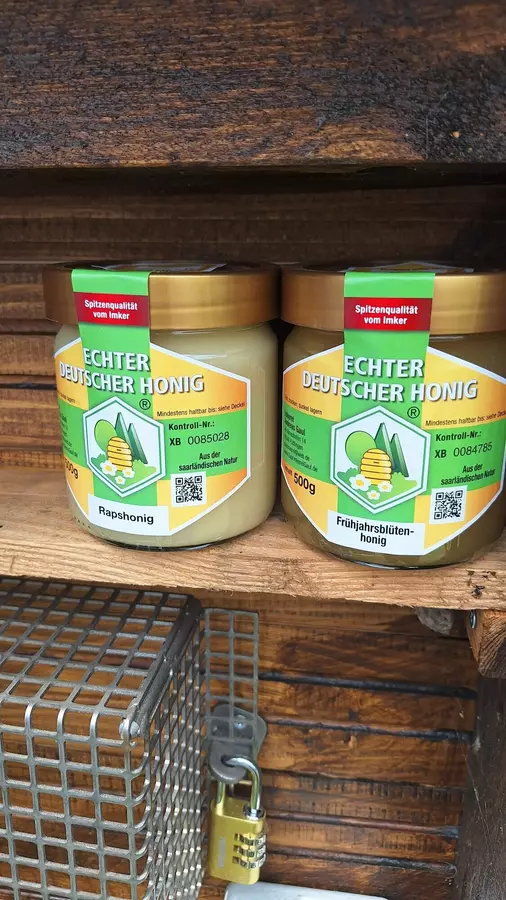 Spitzenqualität
vom Imker
ECHTER
DEUTSCHER HONIG
®
Mindestens haltbar bis: siehe Deckel
Kontroll-Nr.:
XB 0085028
Aus der
saarländischen Natur
500g
Rapshonig
Spitzenqualität
vom Imker
ECHTER
DEUTSCHER HONIG
®
lagern
Mindestens haltbar bis: siehe Deckel
Kontroll-Nr.:
XB 0084785
Aus der
saarländischen Natur
500g
Frühjahrsblüten-
honig